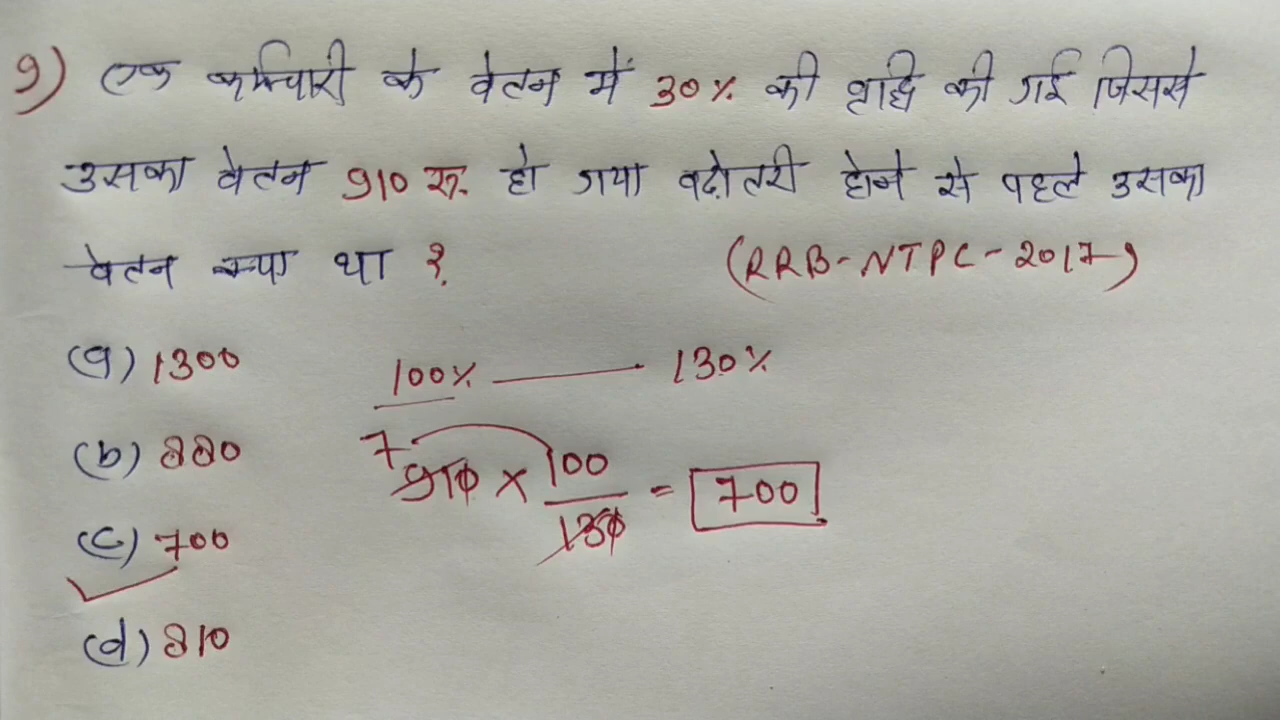 9) एक कर्मचारी के वेतन में 30% की वृद्धि की गई जिससे
उसका वेतन 910 रू. हो गया बढ़ोतरी होने से पहले उसका
वेतन क्या था ?
(RRB-NTPC-2017)
(a) 1300
100% — 130%
(b) 880
7
910 × 100/130 = 700
(c) 700
(d) 810